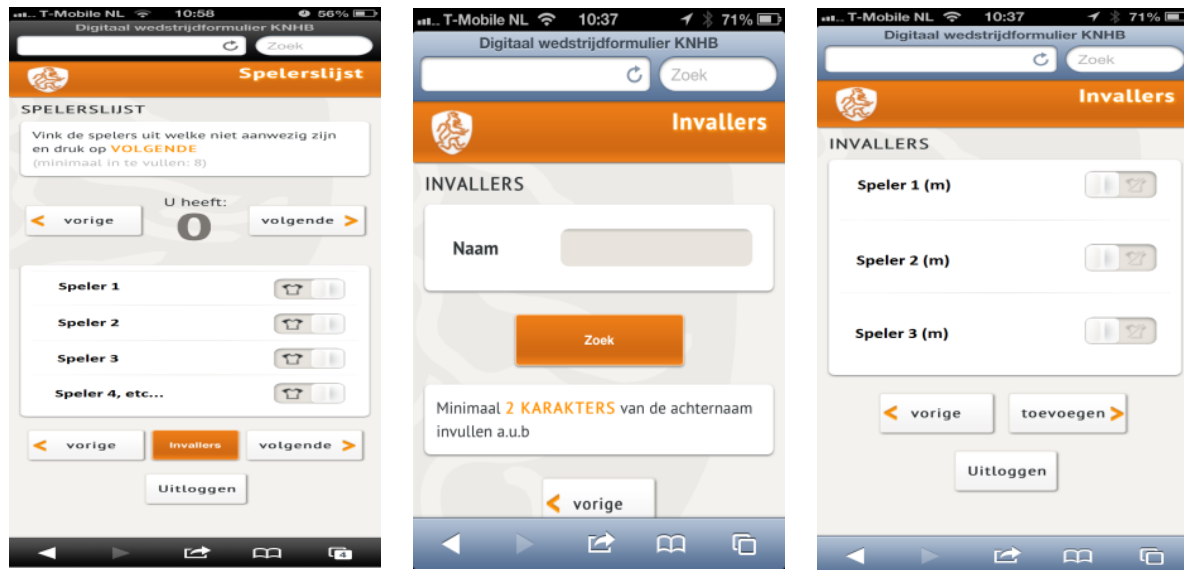 T-Mobile NL 10:58 56%
Digitaal wedstrijdformulier KNHB
Zoek
Spelerslijst
SPELERSLIJST
Vink de spelers uit welke niet aanwezig zijn
en druk op VOLGENDE
(minimaal in te vullen: 8)
U heeft:
vorige 0 volgende
Speler 1
Speler 2
Speler 3
Speler 4, etc...
vorige Invallers volgende
Uitloggen
4
T-Mobile NL 10:37 71%
Digitaal wedstrijdformulier KNHB
Zoek
Invallers
INVALLERS
Naam
Zoek
Minimaal 2 KARAKTERS van de achternaam
invullen a.u.b
vorige
T-Mobile NL 10:37 71%
Digitaal wedstrijdformulier KNHB
Zoek
Invallers
INVALLERS
Speler 1 (m)
Speler 2 (m)
Speler 3 (m)
vorige toevoegen
Uitloggen